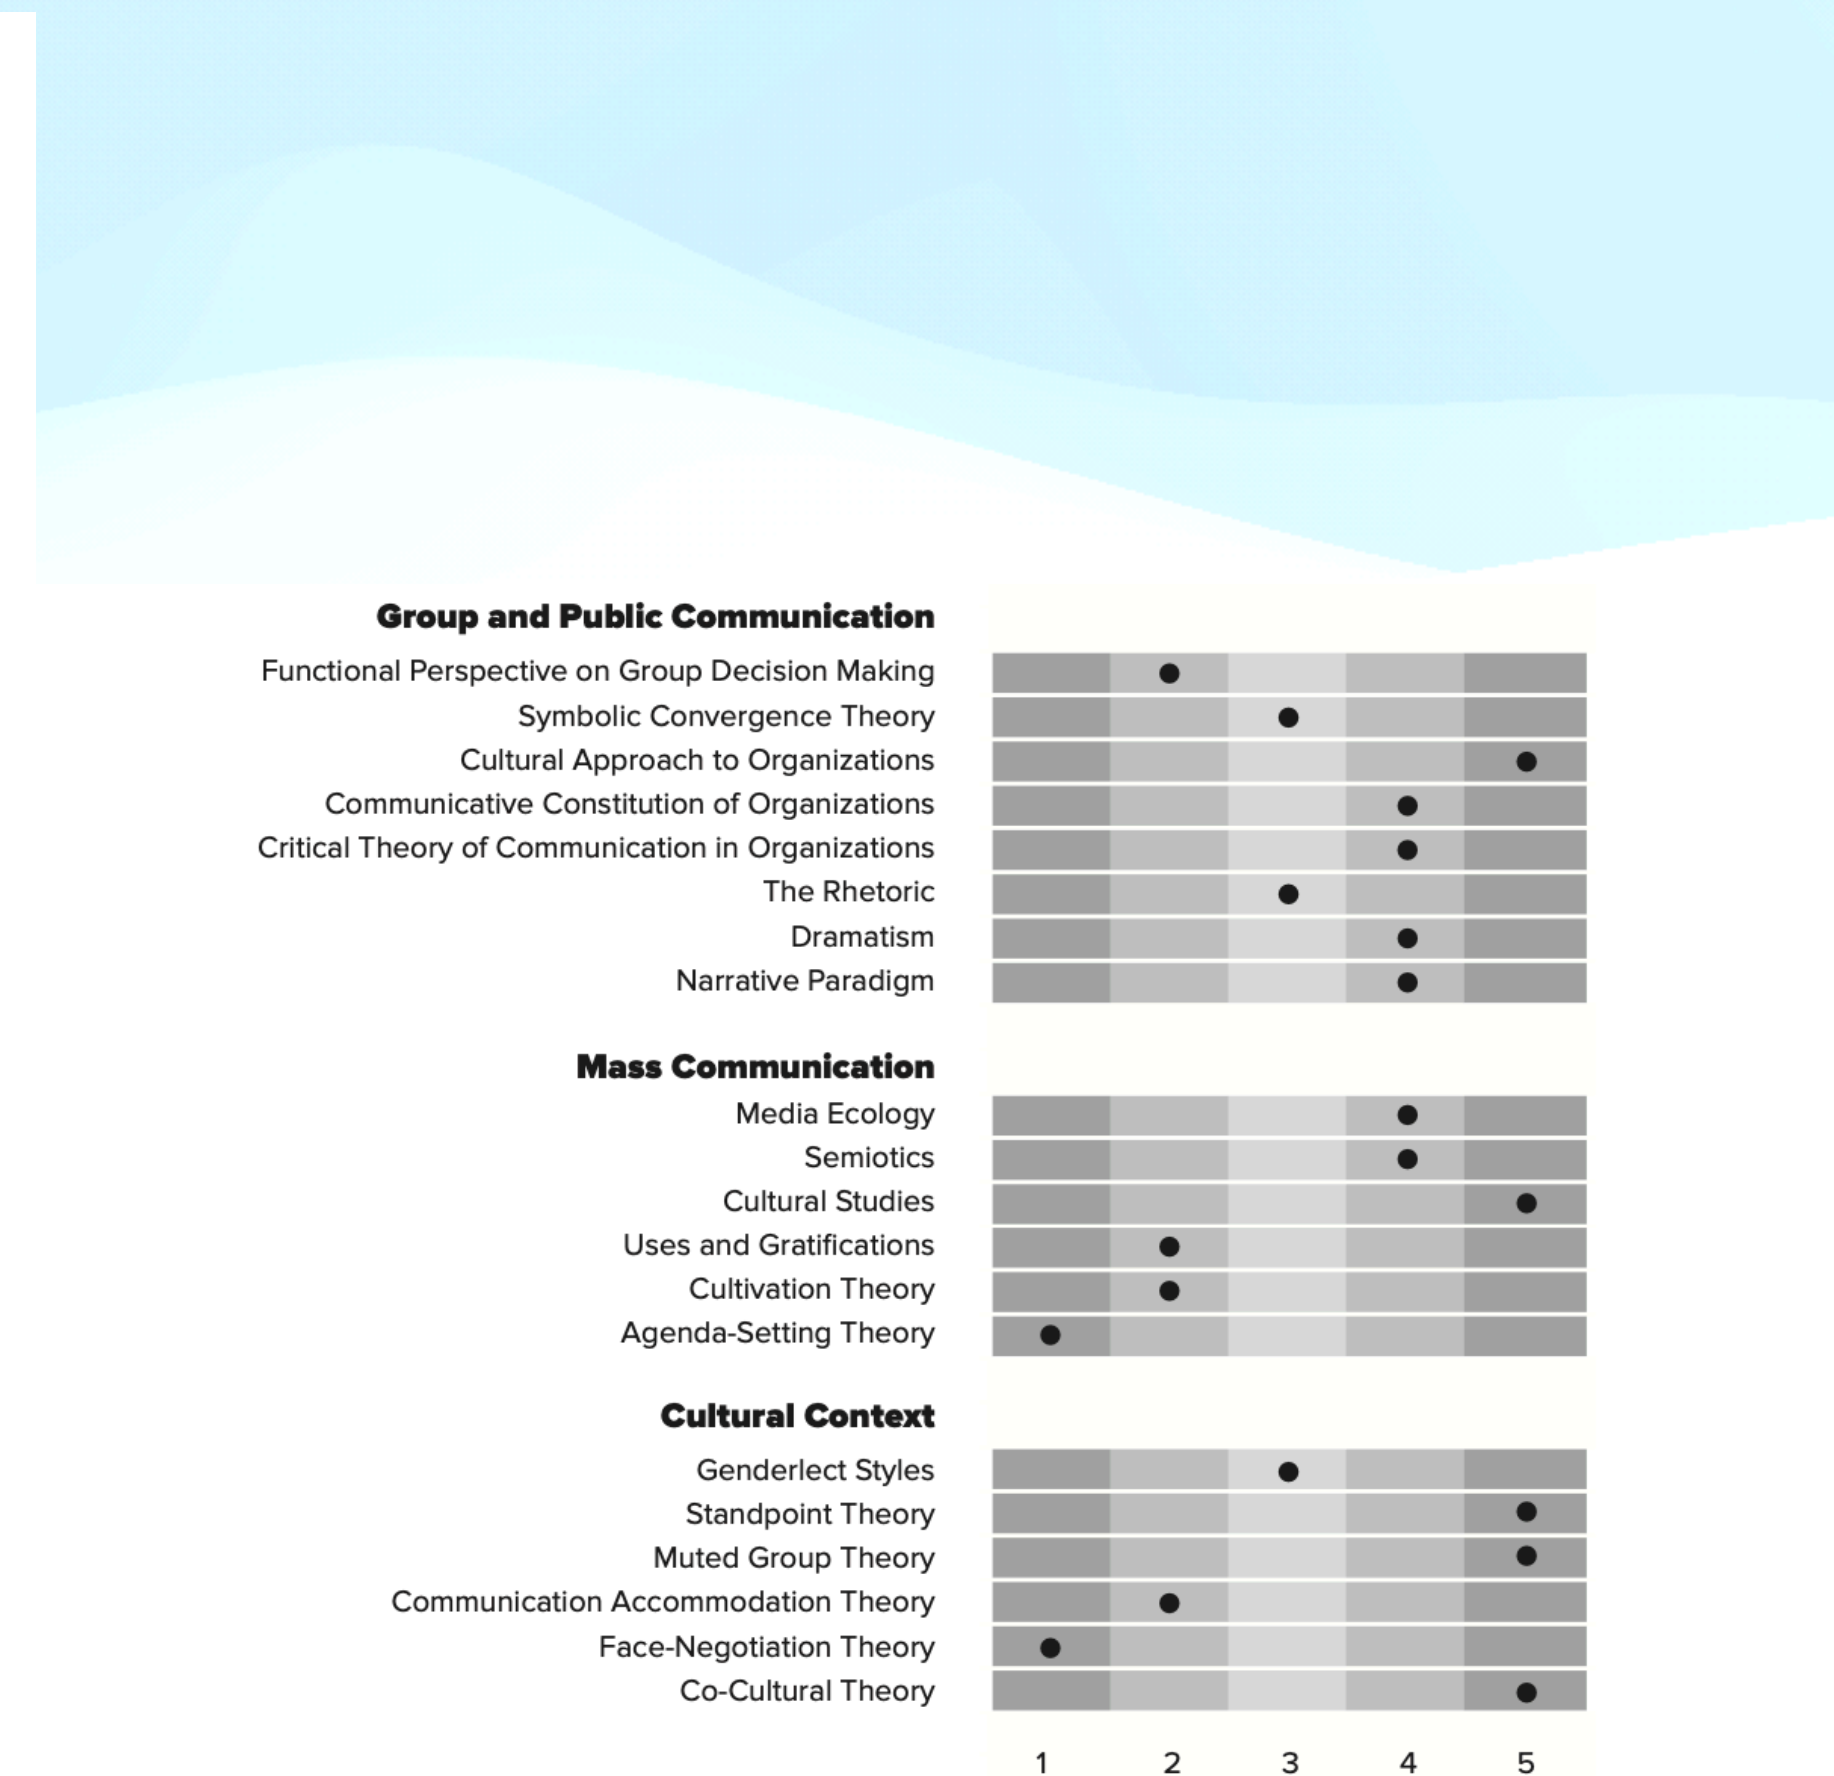 Group and Public Communication
Functional Perspective on Group Decision Making
Symbolic Convergence Theory
Cultural Approach to Organizations
Communicative Constitution of Organizations
Critical Theory of Communication in Organizations
The Rhetoric
Dramatism
Narrative Paradigm
Mass Communication
Media Ecology
Semiotics
Cultural Studies
Uses and Gratifications
Cultivation Theory
Agenda-Setting Theory
Cultural Context
Genderlect Styles
Standpoint Theory
Muted Group Theory
Communication Accommodation Theory
Face-Negotiation Theory
Co-Cultural Theory
1 2 3 4 5